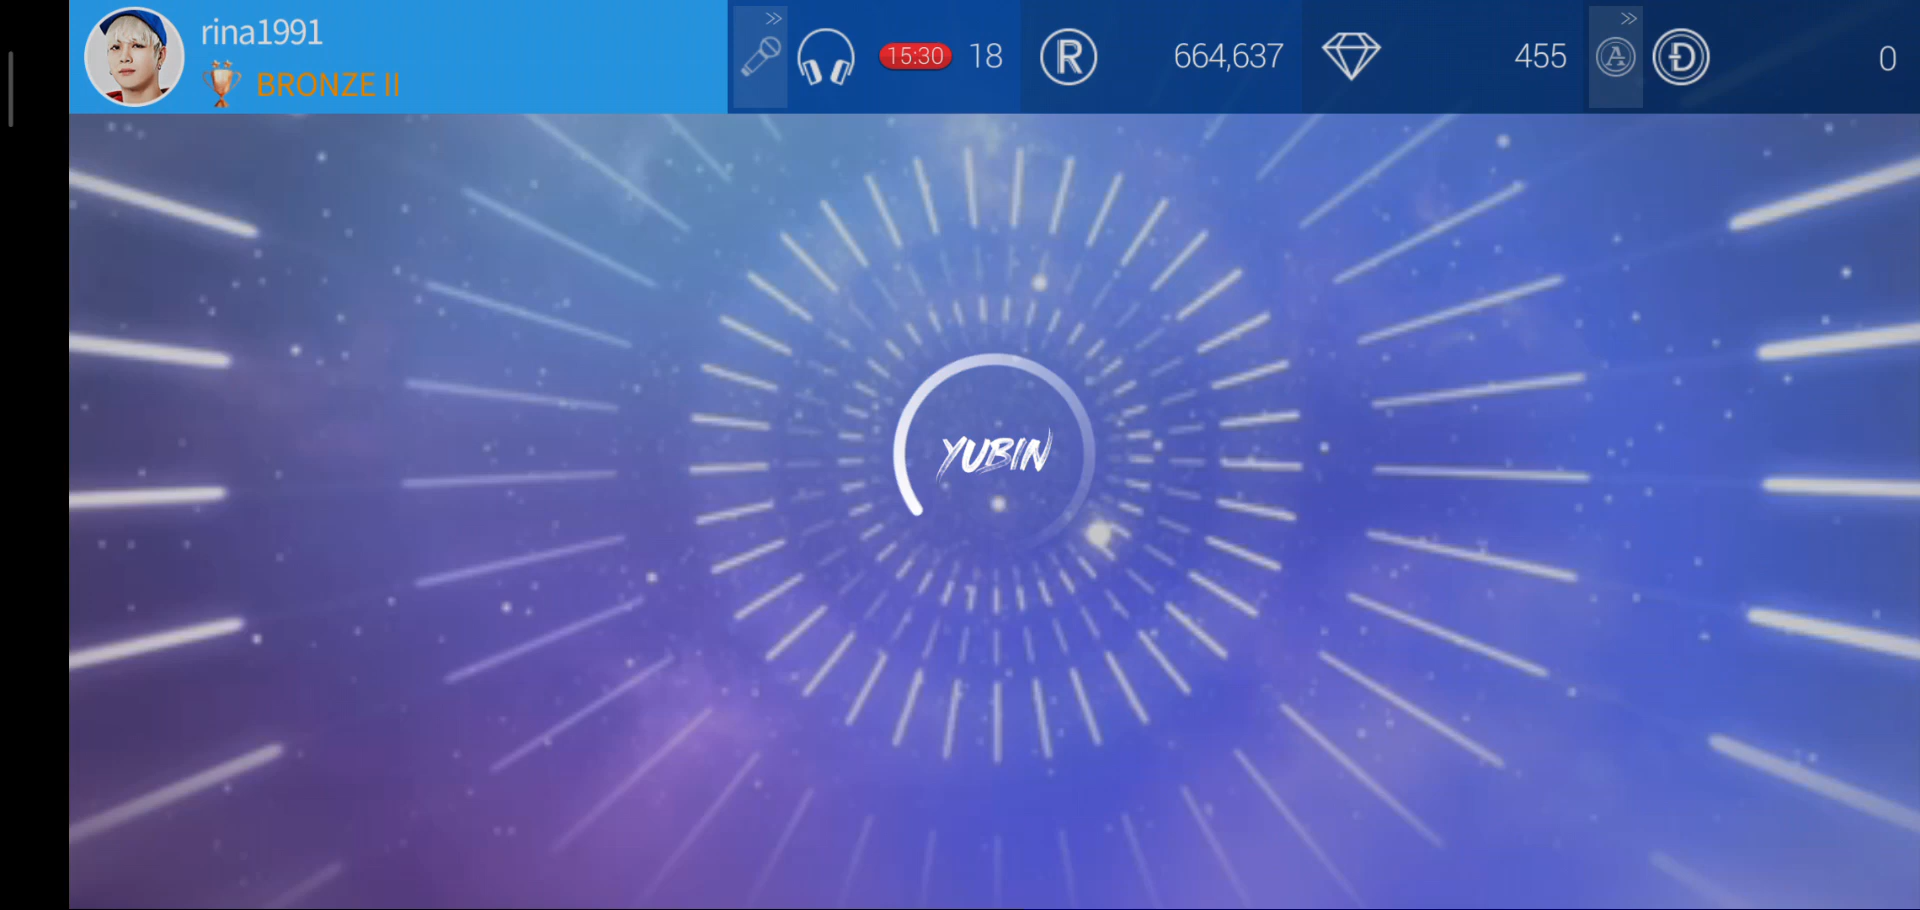 rina1991
BRONZE II
15:30 18
R 664,637
455
A Đ 0
YUBIN